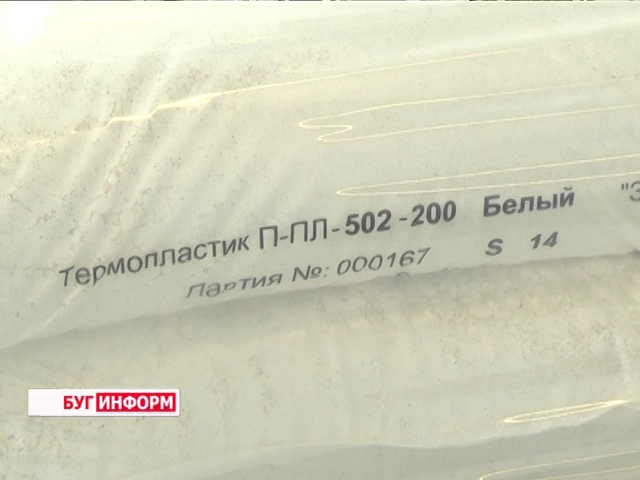 Термопластик П-ПЛ-502-200 Белый "З
Партия №: 000167 S 14
БУГ ИНФОРМ